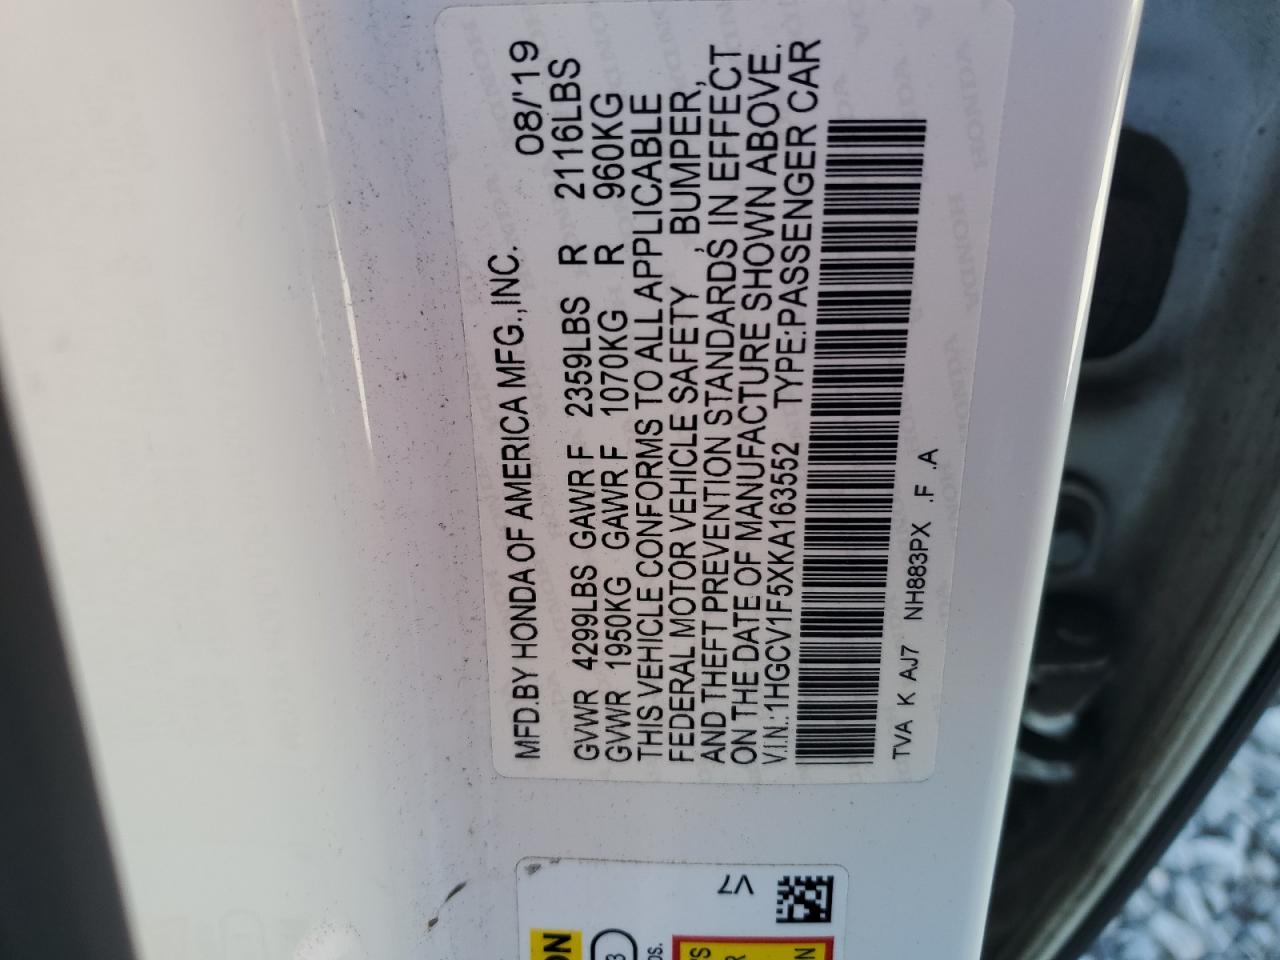 MFD.BY HONDA OF AMERICA MFG.,INC. 08/'19
GVWR 4299LBS GAWR F 2359LBS R 2116LBS
GVWR 1950KG GAWR F 1070KG R 960KG
THIS VEHICLE CONFORMS TO ALL APPLICABLE
FEDERAL MOTOR VEHICLE SAFETY , BUMPER,
AND THEFT PREVENTION STANDARDS IN EFFECT
ON THE DATE OF MANUFACTURE SHOWN ABOVE.
V.I.N.:1HGCV1F5XKA163552 TYPE:PASSENGER CAR
TVA K AJ7 NH883PX .F .A
V7